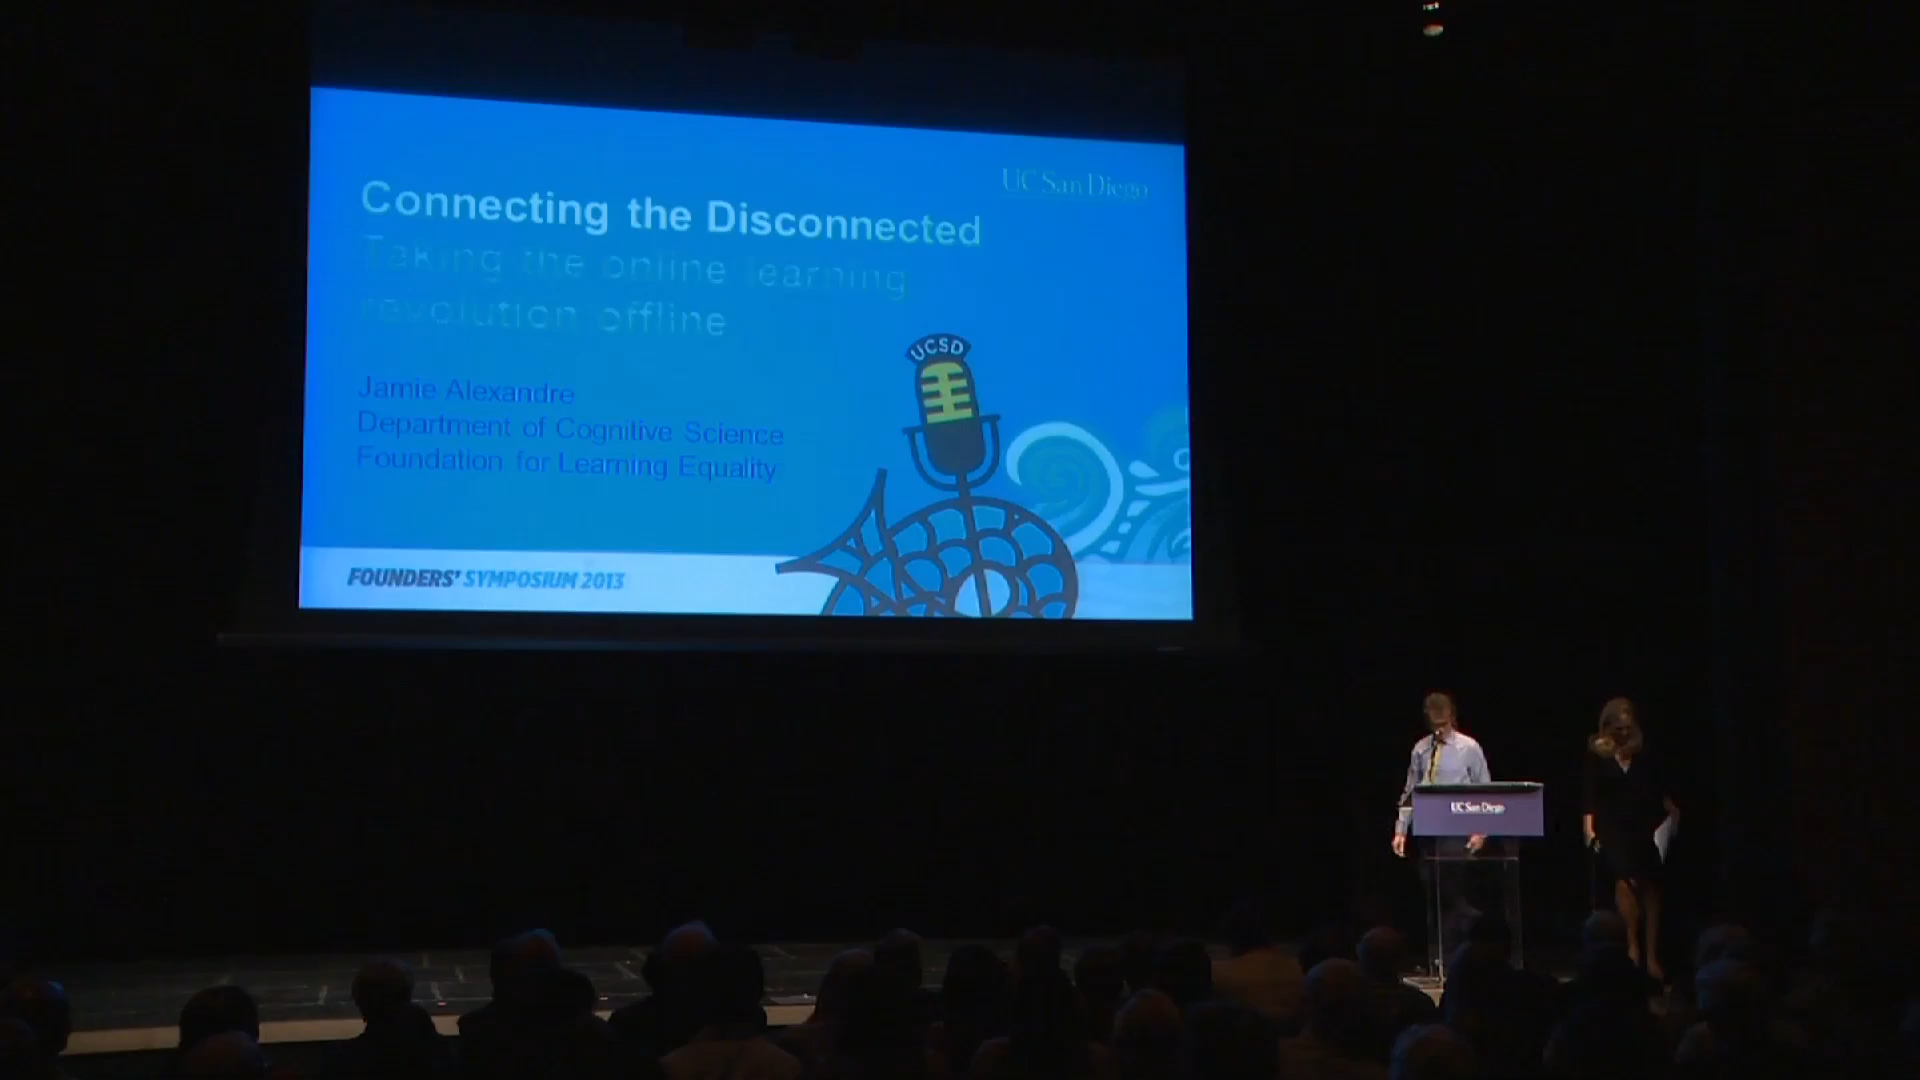 UC San Diego
Connecting the Disconnected
Taking the online learning
revolution offline
UCSD
Jamie Alexandre
Department of Cognitive Science
Foundation for Learning Equality
FOUNDERS' SYMPOSIUM 2013
UC San Diego